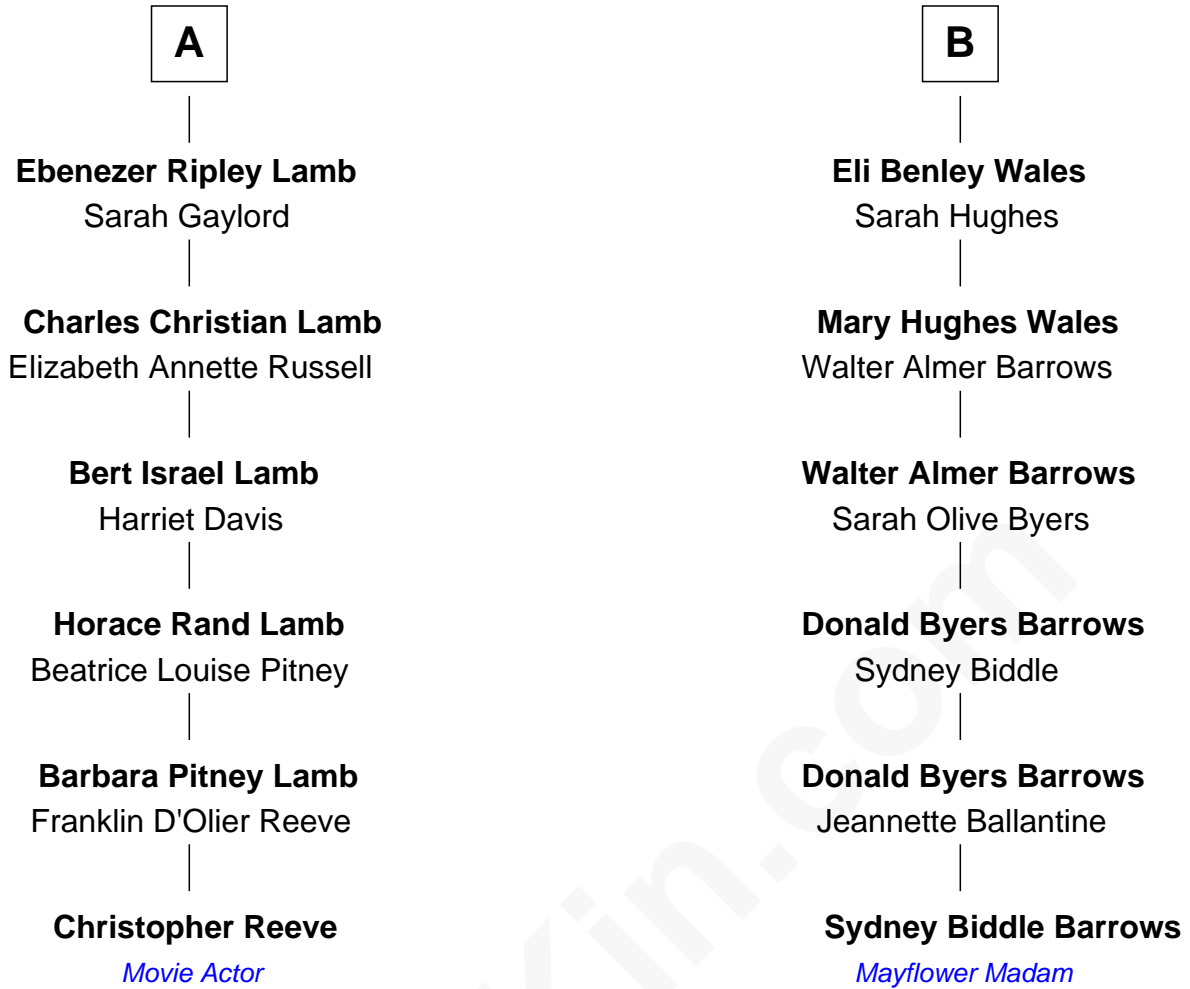 A
Ebenezer Ripley Lamb
Sarah Gaylord
Charles Christian Lamb
Elizabeth Annette Russell
Bert Israel Lamb
Harriet Davis
Horace Rand Lamb
Beatrice Louise Pitney
Barbara Pitney Lamb
Franklin D'Olier Reeve
Christopher Reeve
Movie Actor
B
Eli Benley Wales
Sarah Hughes
Mary Hughes Wales
Walter Almer Barrows
Walter Almer Barrows
Sarah Olive Byers
Donald Byers Barrows
Sydney Biddle
Donald Byers Barrows
Jeannette Ballantine
Sydney Biddle Barrows
Mayflower Madam